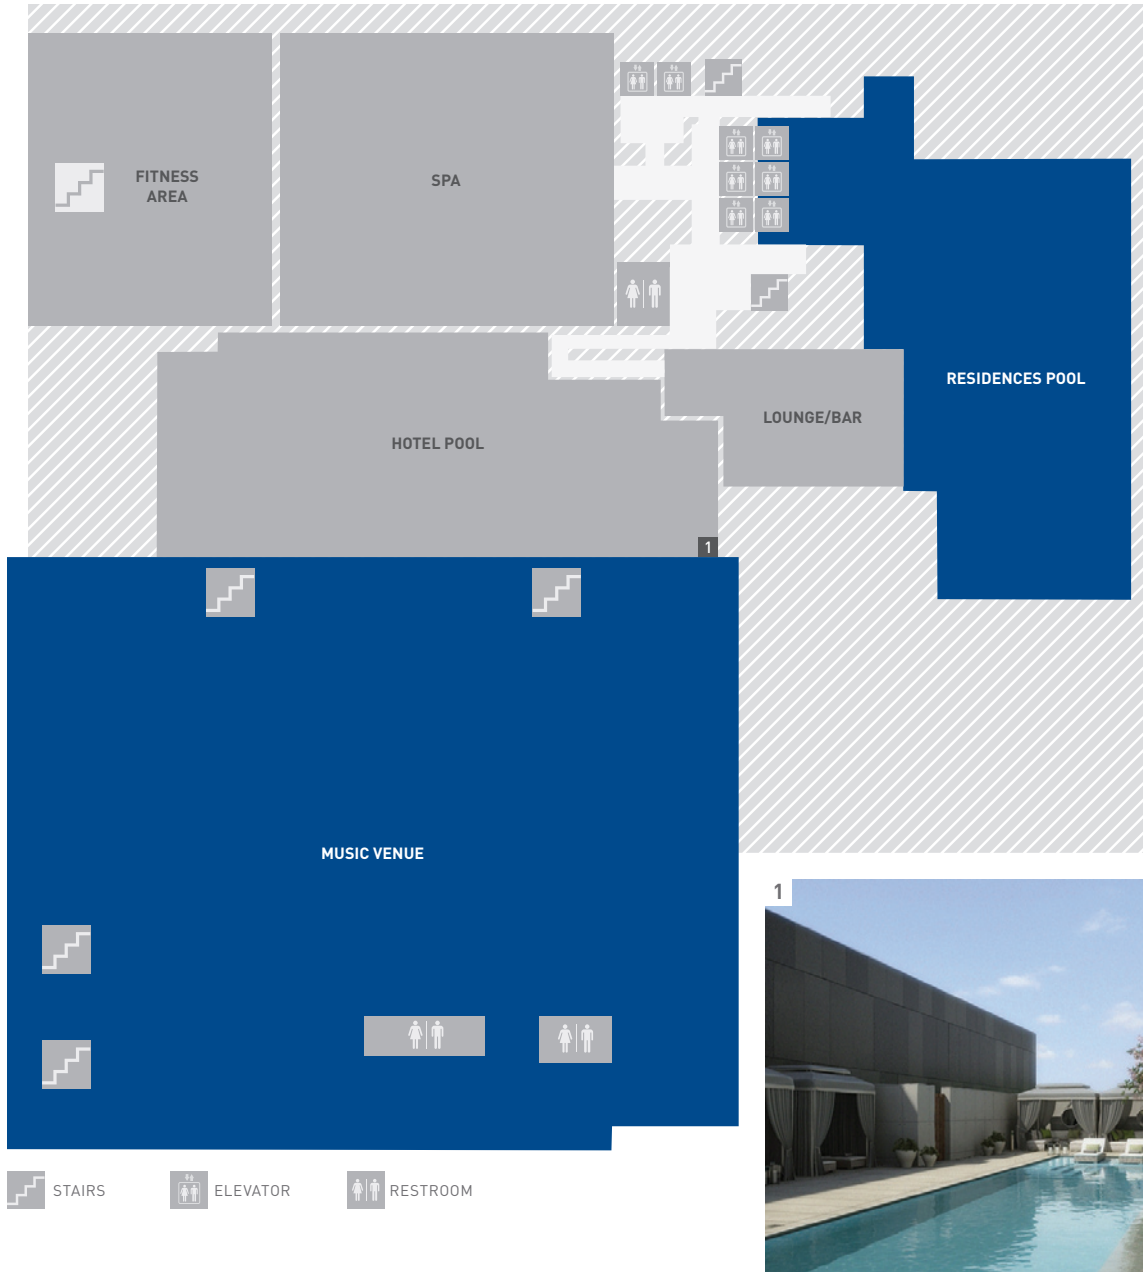 FITNESS
AREA
SPA
RESIDENCES POOL
LOUNGE/BAR
HOTEL POOL
1
MUSIC VENUE
1
STAIRS
ELEVATOR
RESTROOM